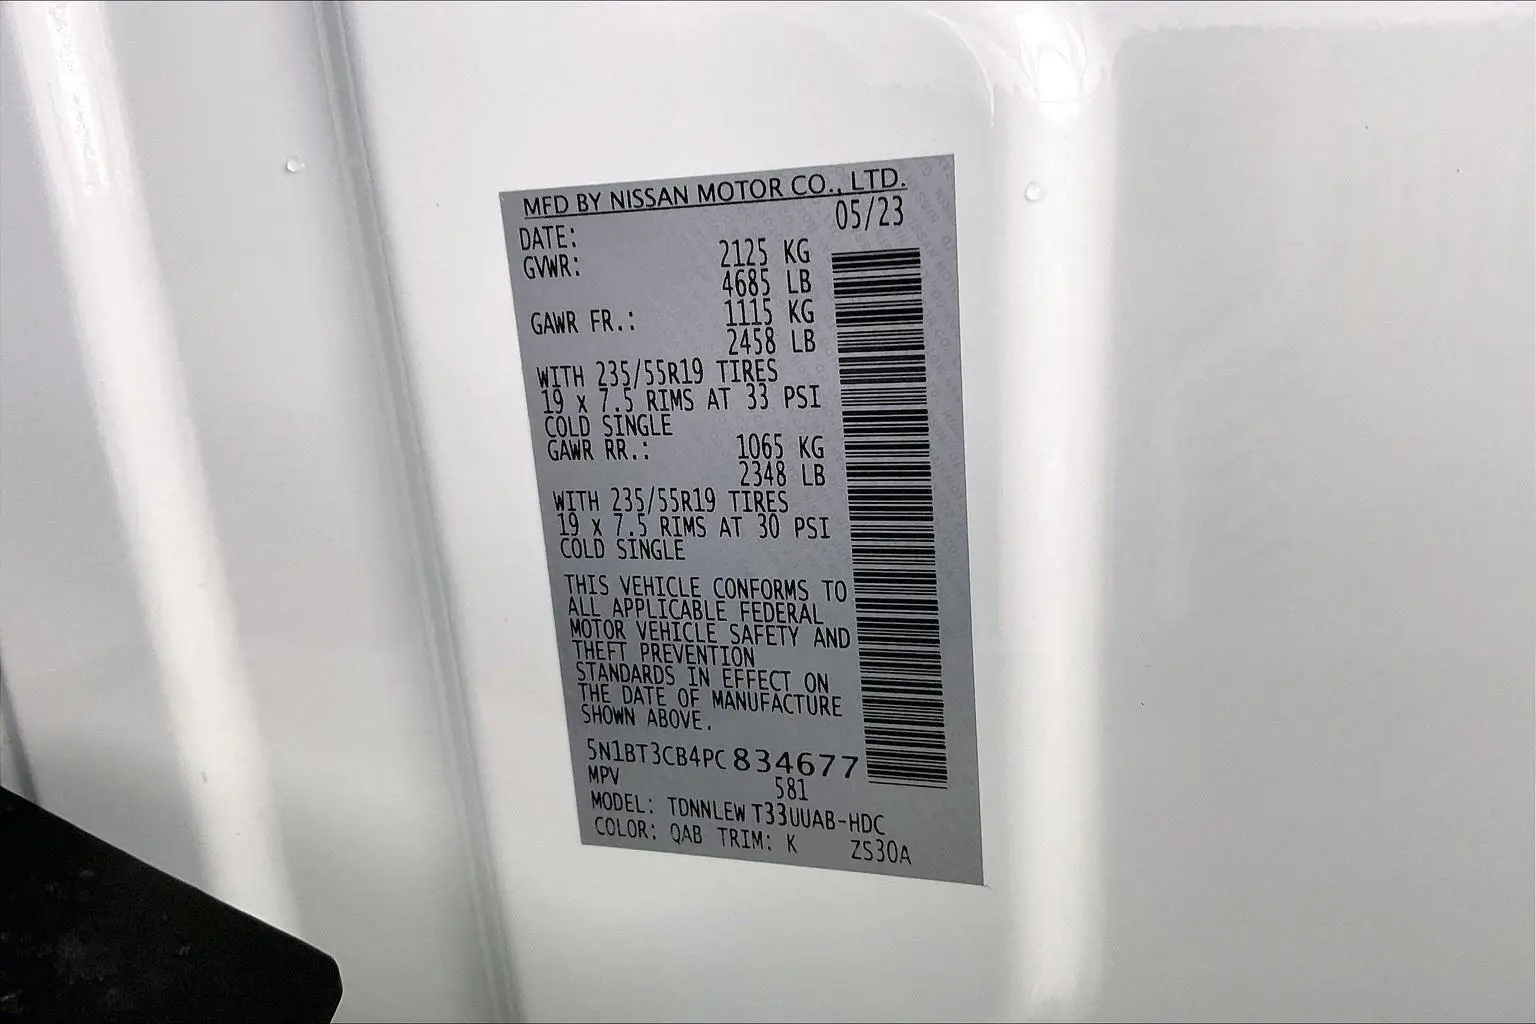 MFD BY NISSAN MOTOR CO., LTD.
DATE: 05/23
GVWR: 2125 KG
4685 LB
GAWR FR.: 1115 KG
2458 LB
WITH 235/55R19 TIRES
19 x 7.5 RIMS AT 33 PSI
COLD SINGLE
GAWR RR.: 1065 KG
2348 LB
WITH 235/55R19 TIRES
19 x 7.5 RIMS AT 30 PSI
COLD SINGLE
THIS VEHICLE CONFORMS TO
ALL APPLICABLE FEDERAL
MOTOR VEHICLE SAFETY AND
THEFT PREVENTION
STANDARDS IN EFFECT ON
THE DATE OF MANUFACTURE
SHOWN ABOVE.
5N1BT3CB4PC834677
MPV 581
MODEL: TDNNLEW T33UUAB-HDC
COLOR: QAB TRIM: K ZS30A